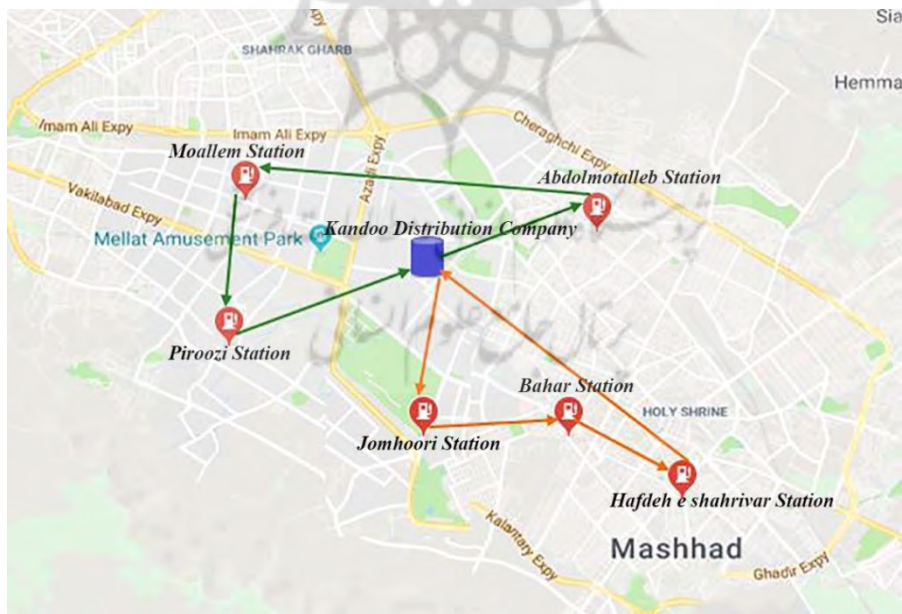 Sia
SHAHRAK GHARB
Hemma
Imam Ali Expy
Imam Ali Expy
Cheraghchi Expy
Moallem Station
Azadi Expy
Abdolmotalleb Station
Vakilabad Expy
Mellat Amusement Park
Kandoo Distribution Company
Piroozi Station
Bahar Station
HOLY SHRINE
Jomhoori Station
Hafdeh e shahrivar Station
Kalantary Expy
Mashhad
Ghadir Expy